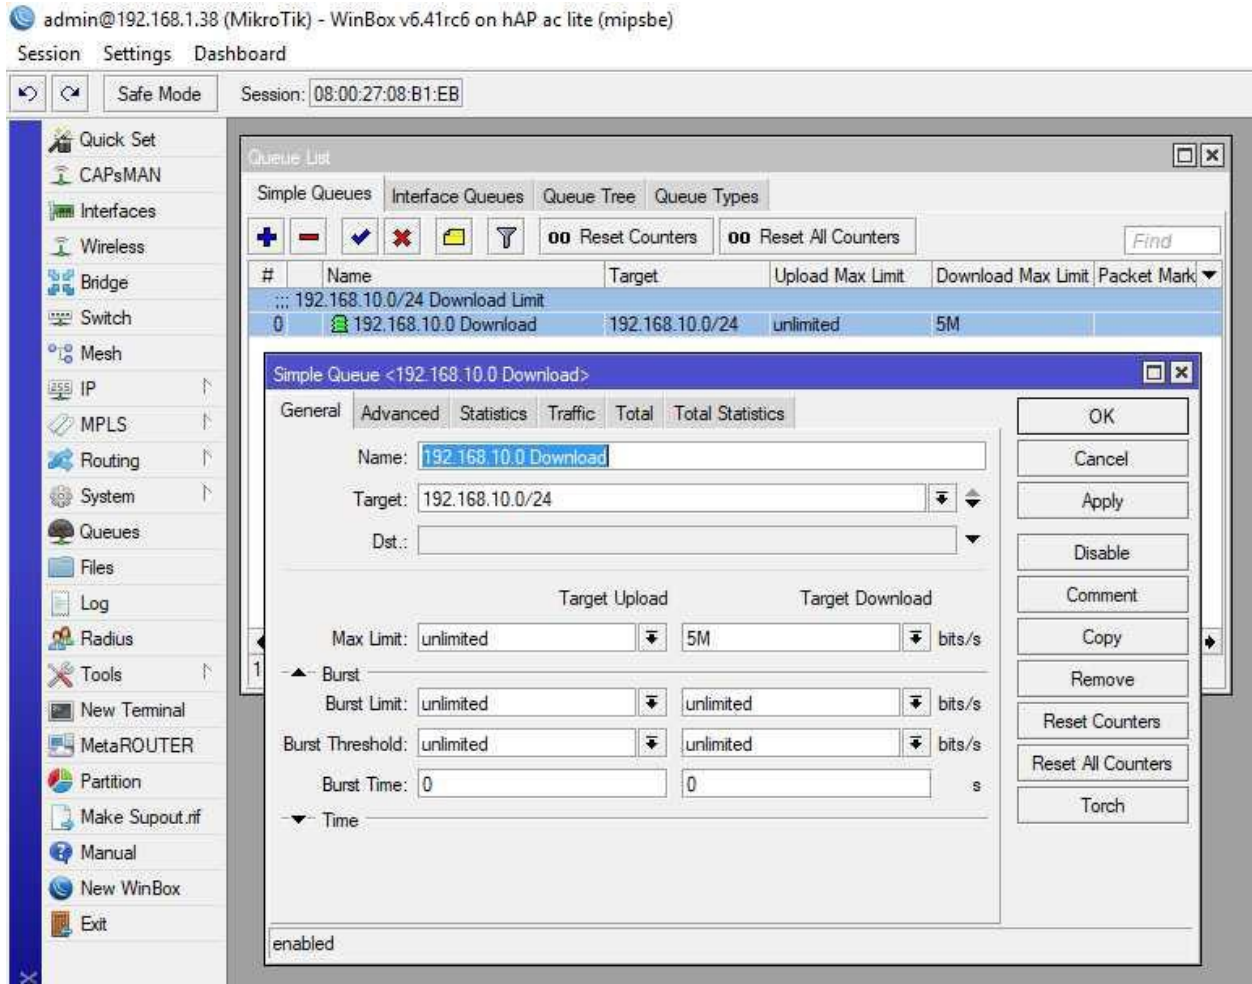 admin@192.168.1.38 (MikroTik) - WinBox v6.41rc6 on hAP ac lite (mipsbe)
Session Settings Dashboard
Safe Mode Session: 08:00:27:08:B1:EB
Quick Set
CAPsMAN
Interfaces
Wireless
Bridge
Switch
Mesh
255 IP
MPLS
Routing
System
Queues
Files
Log
Radius
Tools
New Terminal
MetaROUTER
Partition
Make Supout.rif
Manual
New WinBox
Exit
Queue List
Simple Queues Interface Queues Queue Tree Queue Types
00 Reset Counters 00 Reset All Counters Find
# Name Target Upload Max Limit Download Max Limit Packet Mark
;;; 192.168.10.0/24 Download Limit
0 192.168.10.0 Download 192.168.10.0/24 unlimited 5M
1
Simple Queue <192.168.10.0 Download>
General Advanced Statistics Traffic Total Total Statistics
Name: 192.168.10.0 Download
Target: 192.168.10.0/24
Dst.:
Target Upload Target Download
Max Limit: unlimited 5M bits/s
Burst
Burst Limit: unlimited unlimited bits/s
Burst Threshold: unlimited unlimited bits/s
Burst Time: 0 0 s
Time
enabled
OK
Cancel
Apply
Disable
Comment
Copy
Remove
Reset Counters
Reset All Counters
Torch